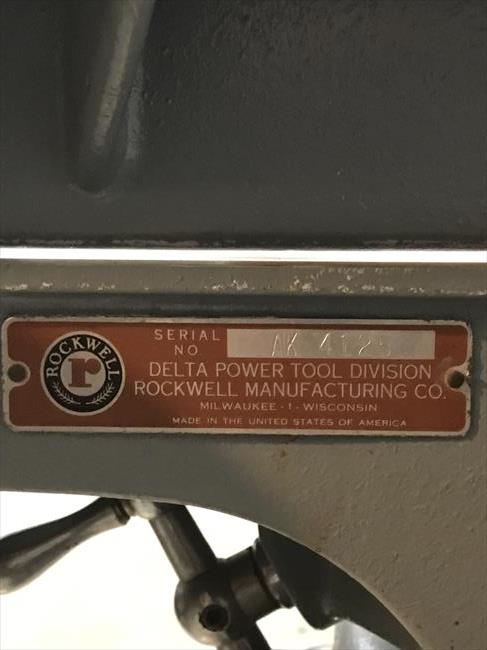 ROCKWELL
r
SERIAL
NO
AK 4125
DELTA POWER TOOL DIVISION
ROCKWELL MANUFACTURING CO.
MILWAUKEE - 1 - WISCONSIN
MADE IN THE UNITED STATES OF AMERICA